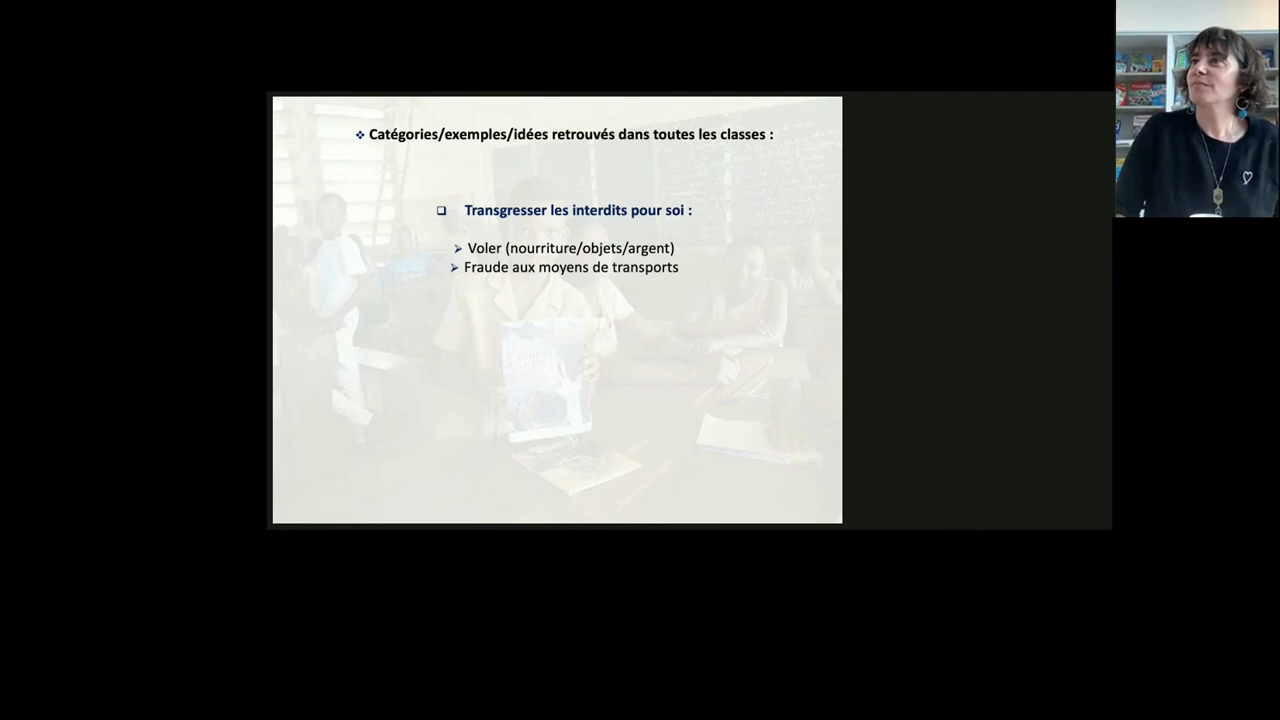 ❖ Catégories/exemples/idées retrouvés dans toutes les classes :
❑ Transgresser les interdits pour soi :
➢ Voler (nourriture/objets/argent)
➢ Fraude aux moyens de transports